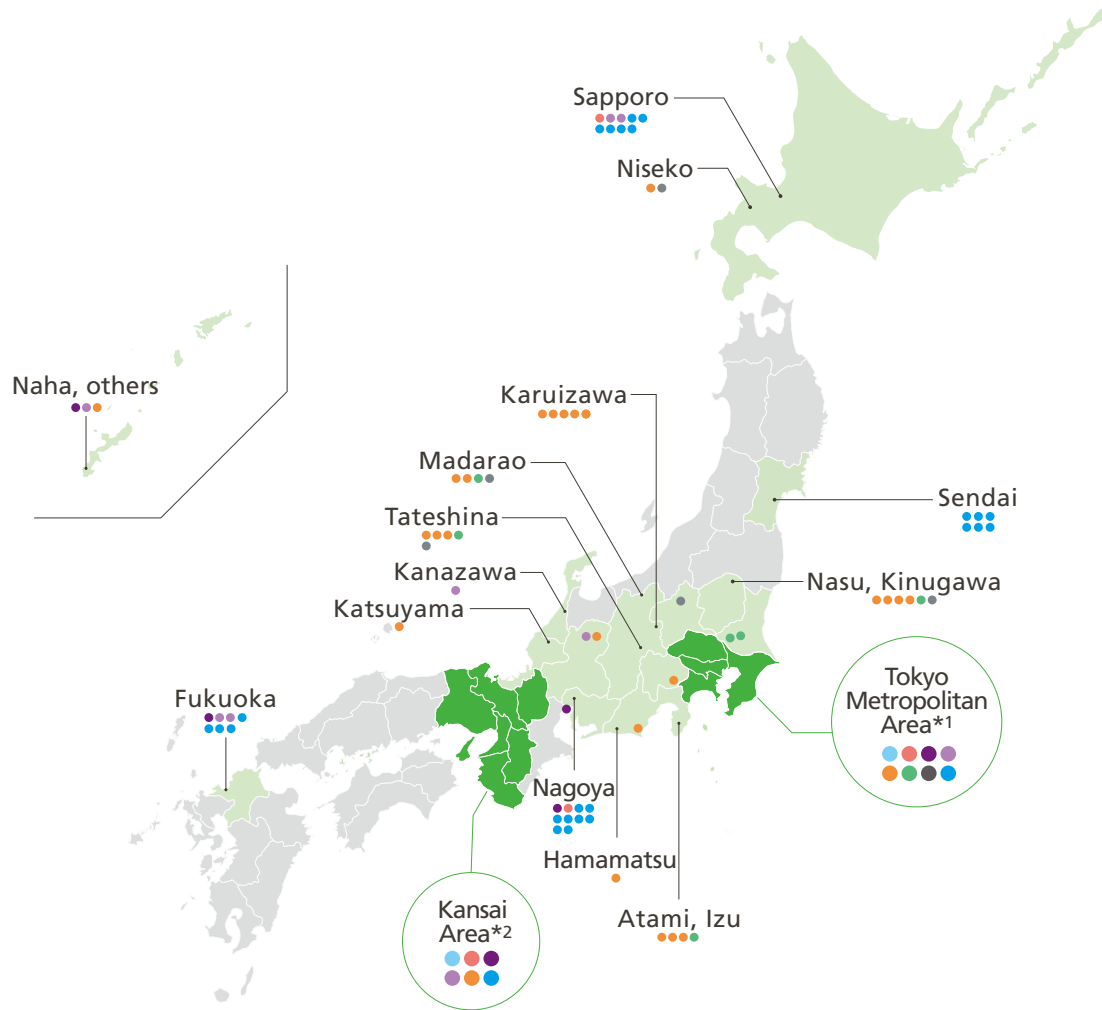 Sapporo
Niseko
Naha, others
Karuizawa
Madarao
Sendai
Tateshina
Kanazawa
Nasu, Kinugawa
Katsuyama
Tokyo
Metropolitan
Area*1
Fukuoka
Nagoya
Hamamatsu
Kansai
Area*2
Atami, Izu